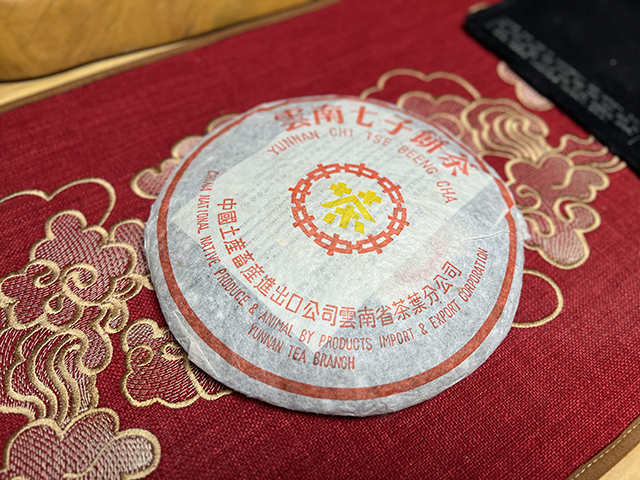 雲南七子餅茶
YUNNAN CHI TSE BEENG CHA
茶
中國土產畜產進出口公司雲南省茶葉分公司
CHINA NATIONAL NATIVE PRODUCE & ANIMAL BY PRODUCTS IMPORT & EXPORT CORPORATION
YUNNAN TEA BRANCH